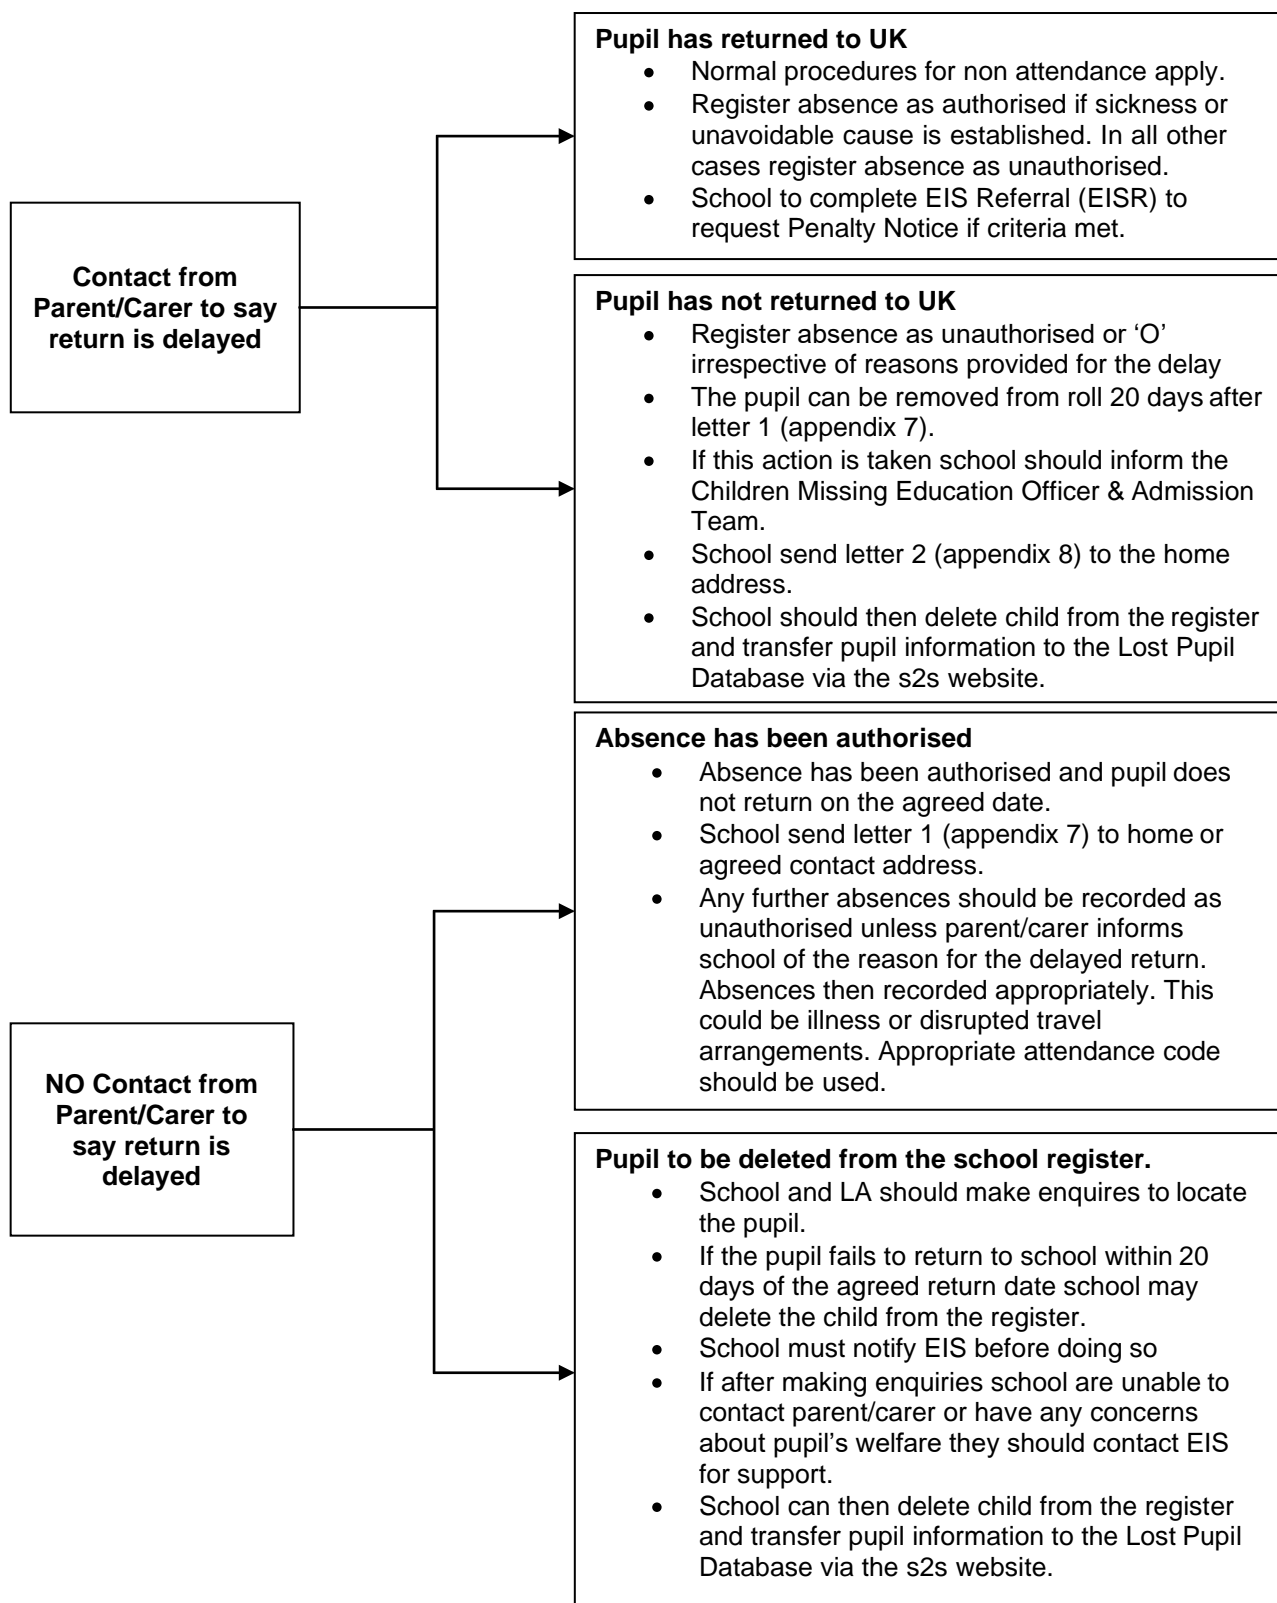 Contact from
Parent/Carer to say
return is delayed
Pupil has returned to UK
• Normal procedures for non attendance apply.
• Register absence as authorised if sickness or
unavoidable cause is established. In all other
cases register absence as unauthorised.
• School to complete EIS Referral (EISR) to
request Penalty Notice if criteria met.
Pupil has not returned to UK
• Register absence as unauthorised or ‘O’
irrespective of reasons provided for the delay
• The pupil can be removed from roll 20 days after
letter 1 (appendix 7).
• If this action is taken school should inform the
Children Missing Education Officer & Admission
Team.
• School send letter 2 (appendix 8) to the home
address.
• School should then delete child from the register
and transfer pupil information to the Lost Pupil
Database via the s2s website.
NO Contact from
Parent/Carer to
say return is
delayed
Absence has been authorised
• Absence has been authorised and pupil does
not return on the agreed date.
• School send letter 1 (appendix 7) to home or
agreed contact address.
• Any further absences should be recorded as
unauthorised unless parent/carer informs
school of the reason for the delayed return.
Absences then recorded appropriately. This
could be illness or disrupted travel
arrangements. Appropriate attendance code
should be used.
Pupil to be deleted from the school register.
• School and LA should make enquires to locate
the pupil.
• If the pupil fails to return to school within 20
days of the agreed return date school may
delete the child from the register.
• School must notify EIS before doing so
• If after making enquiries school are unable to
contact parent/carer or have any concerns
about pupil’s welfare they should contact EIS
for support.
• School can then delete child from the register
and transfer pupil information to the Lost Pupil
Database via the s2s website.